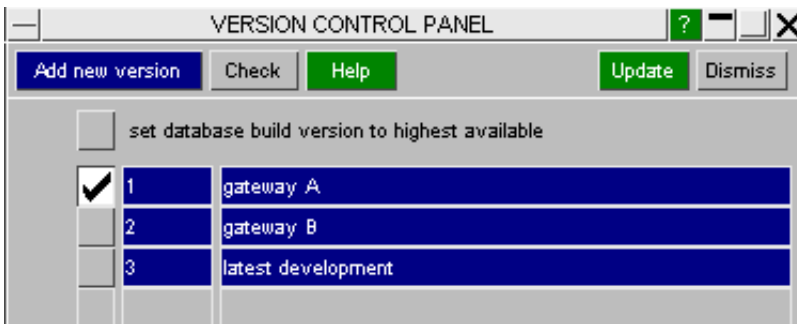 VERSION CONTROL PANEL ?
Add new version Check Help Update Dismiss
set database build version to highest available
1 gateway A
2 gateway B
3 latest development